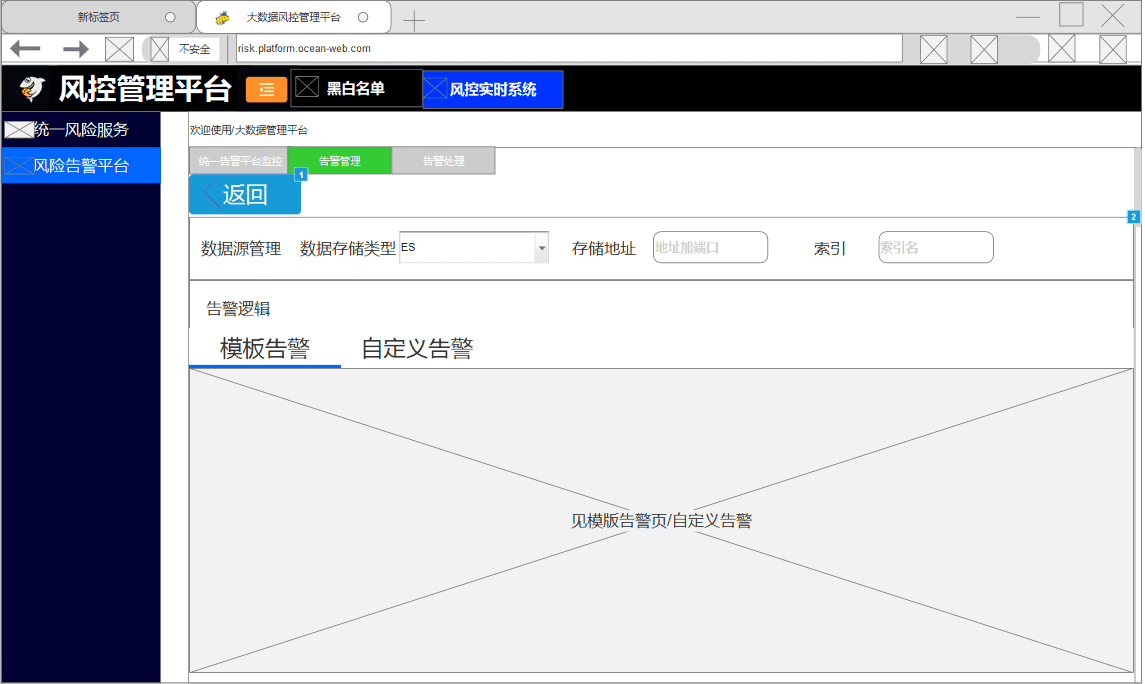 新标签页 大数据风控管理平台
不安全 risk.platform.ocean-web.com
风控管理平台 黑白名单 风控实时系统
统一风险服务
风险告警平台
欢迎使用/大数据管理平台
统一告警平台监控 告警管理 告警处理
1
返回
2
数据源管理 数据存储类型 ES 存储地址 地址加端口 索引 索引名
告警逻辑
模板告警 自定义告警
见模版告警页/自定义告警